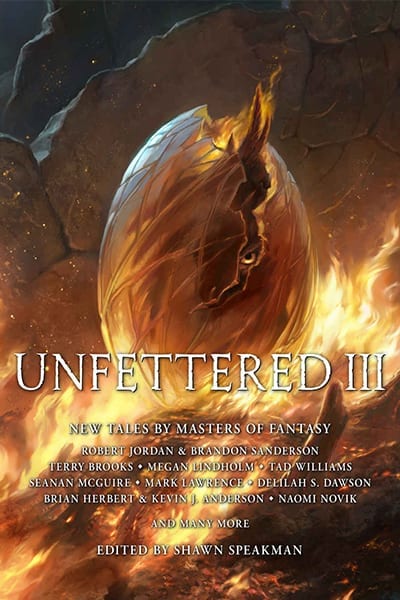 UNFETTERED III
NEW TALES BY MASTERS OF FANTASY
ROBERT JORDAN & BRANDON SANDERSON
TERRY BROOKS • MEGAN LINDHOLM • TAD WILLIAMS
SEANAN MCGUIRE • MARK LAWRENCE • DELILAH S. DAWSON
BRIAN HERBERT & KEVIN J. ANDERSON • NAOMI NOVIK
AND MANY MORE
EDITED BY SHAWN SPEAKMAN